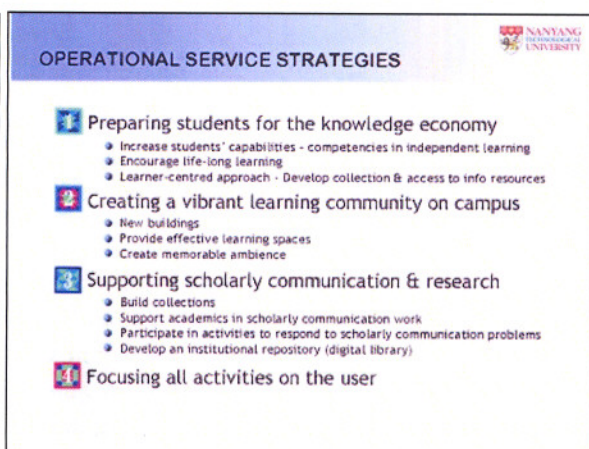 NANYANG
TECHNOLOGICAL
UNIVERSITY
OPERATIONAL SERVICE STRATEGIES
1 Preparing students for the knowledge economy
Increase students' capabilities - competencies in independent learning
Encourage life-long learning
Learner-centred approach - Develop collection & access to info resources
2 Creating a vibrant learning community on campus
New buildings
Provide effective learning spaces
Create memorable ambience
3 Supporting scholarly communication & research
Build collections
Support academics in scholarly communication work
Participate in activities to respond to scholarly communication problems
Develop an institutional repository (digital library)
4 Focusing all activities on the user